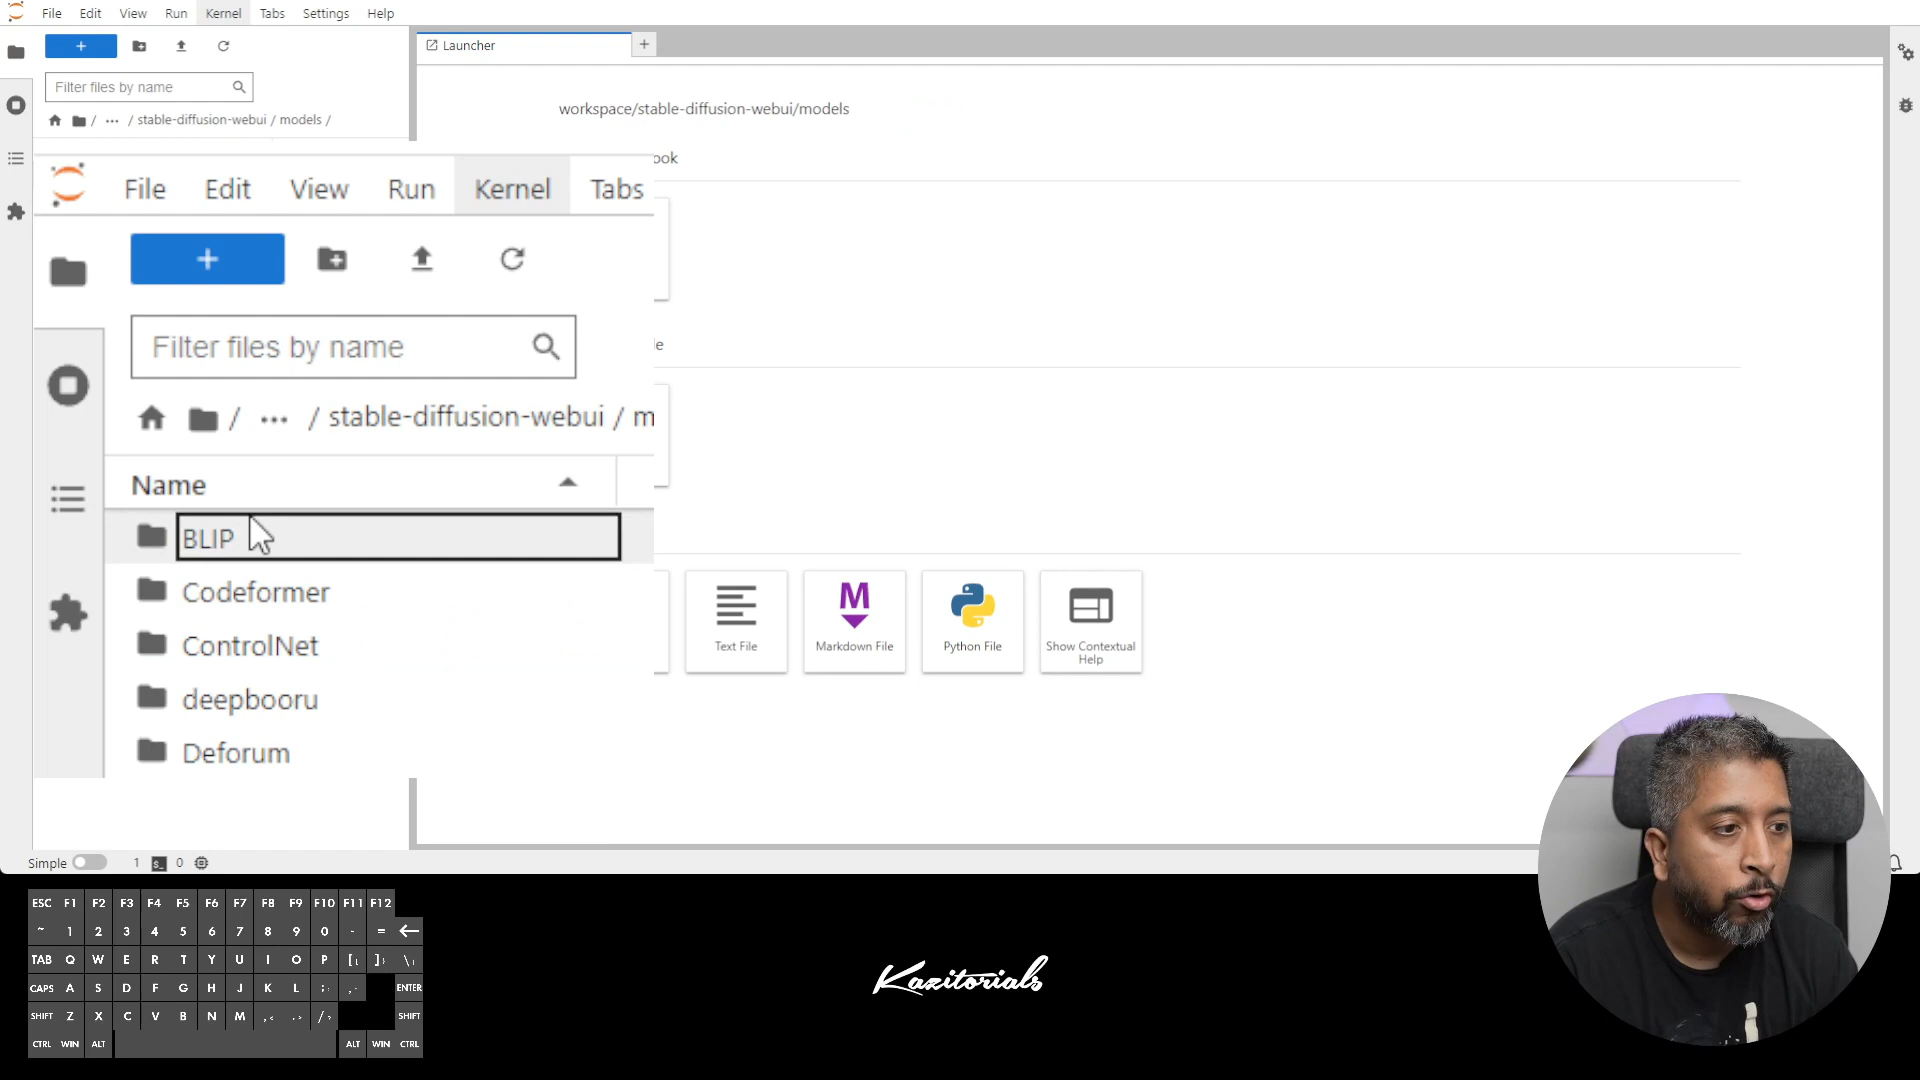 File Edit View Run Kernel Tabs Settings Help
+
Launcher
+
Filter files by name
/ ... / stable-diffusion-webui / models /
workspace/stable-diffusion-webui/models
ook
File Edit View Run Kernel Tabs
+
Filter files by name
le
/ ... / stable-diffusion-webui / m
Name
BLIP
Codeformer
ControlNet
deepbooru
Deforum
Text File
Markdown File
Python File
Show Contextual
Help
Simple 1 0
ESC F1 F2 F3 F4 F5 F6 F7 F8 F9 F10 F11 F12
~ 1 2 3 4 5 6 7 8 9 0 - =
TAB Q W E R T Y U I O P [{ ]} \|
CAPS A S D F G H J K L ;: ENTER
SHIFT Z X C V B N M ,< .> /? SHIFT
CTRL WIN ALT ALT WIN CTRL
Kazitorials